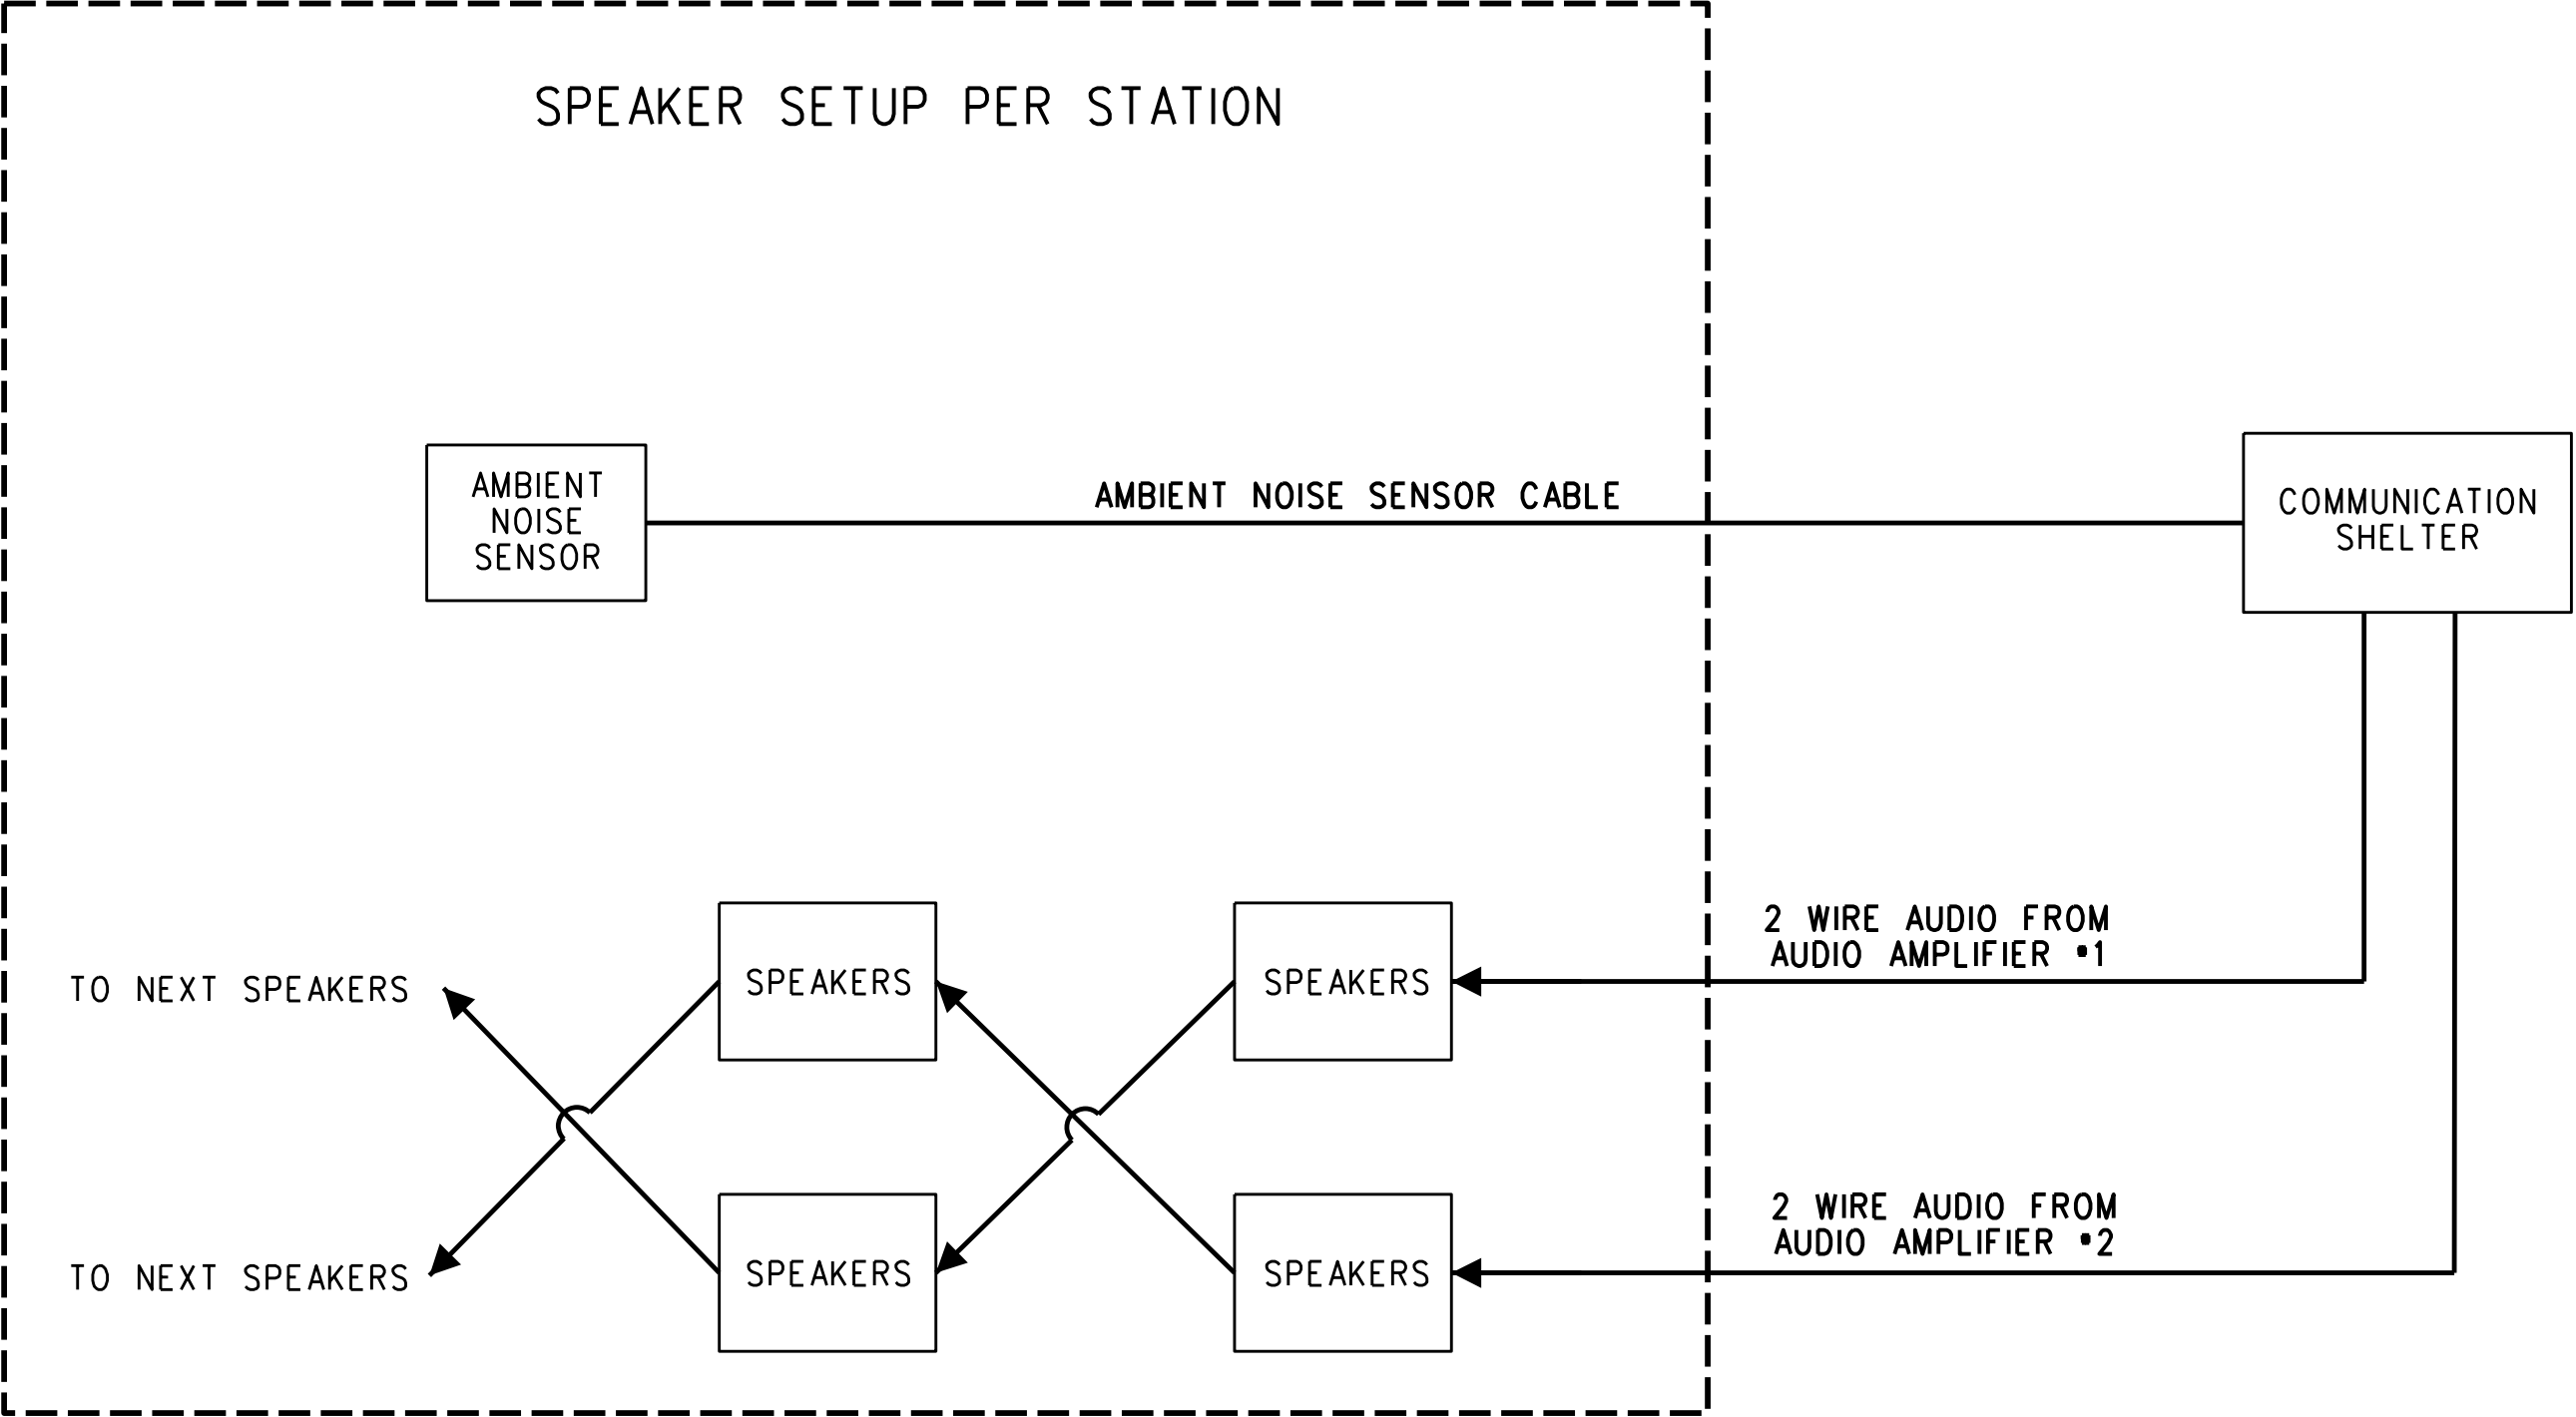 SPEAKER SETUP PER STATION
AMBIENT
NOISE
SENSOR
AMBIENT NOISE SENSOR CABLE
COMMUNICATION
SHELTER
2 WIRE AUDIO FROM
AUDIO AMPLIFIER #1
TO NEXT SPEAKERS
SPEAKERS
SPEAKERS
2 WIRE AUDIO FROM
AUDIO AMPLIFIER #2
TO NEXT SPEAKERS
SPEAKERS
SPEAKERS